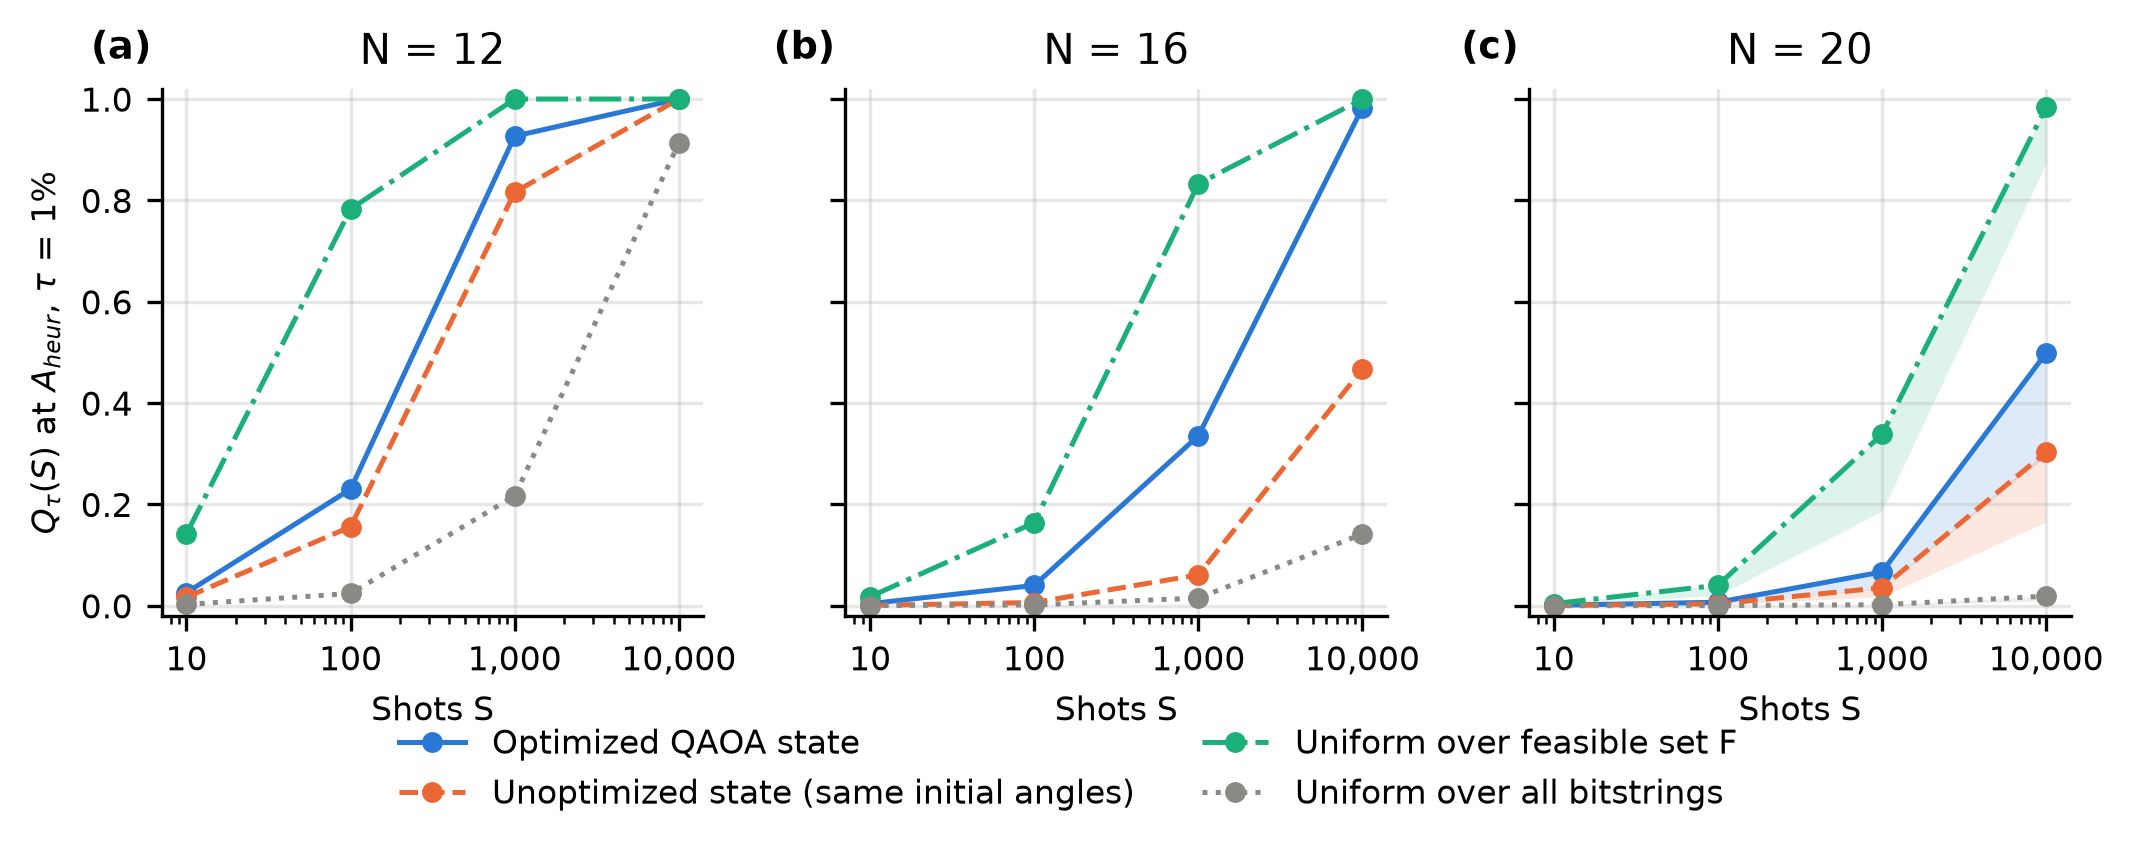 (a) N = 12
(b) N = 16
(c) N = 20
Q_τ(S) at A_heur, τ = 1%
1.0
0.8
0.6
0.4
0.2
0.0
10 100 1,000 10,000
10 100 1,000 10,000
10 100 1,000 10,000
Shots S
Shots S
Shots S
Optimized QAOA state
Unoptimized state (same initial angles)
Uniform over feasible set F
Uniform over all bitstrings